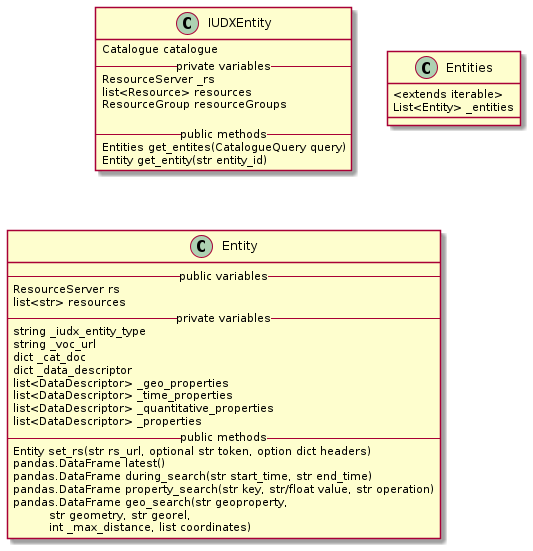 C IUDXEntity
Catalogue catalogue
private variables
ResourceServer _rs
list<Resource> resources
ResourceGroup resourceGroups
public methods
Entities get_entites(CatalogueQuery query)
Entity get_entity(str entity_id)
C Entities
<extends iterable>
List<Entity> _entities
C Entity
public variables
ResourceServer rs
list<str> resources
private variables
string _iudx_entity_type
string _voc_url
dict _cat_doc
dict _data_descriptor
list<DataDescriptor> _geo_properties
list<DataDescriptor> _time_properties
list<DataDescriptor> _quantitative_properties
list<DataDescriptor> _properties
public methods
Entity set_rs(str rs_url, optional str token, option dict headers)
pandas.DataFrame latest()
pandas.DataFrame during_search(str start_time, str end_time)
pandas.DataFrame property_search(str key, str/float value, str operation)
pandas.DataFrame geo_search(str geoproperty,
str geometry, str georel,
int _max_distance, list coordinates)